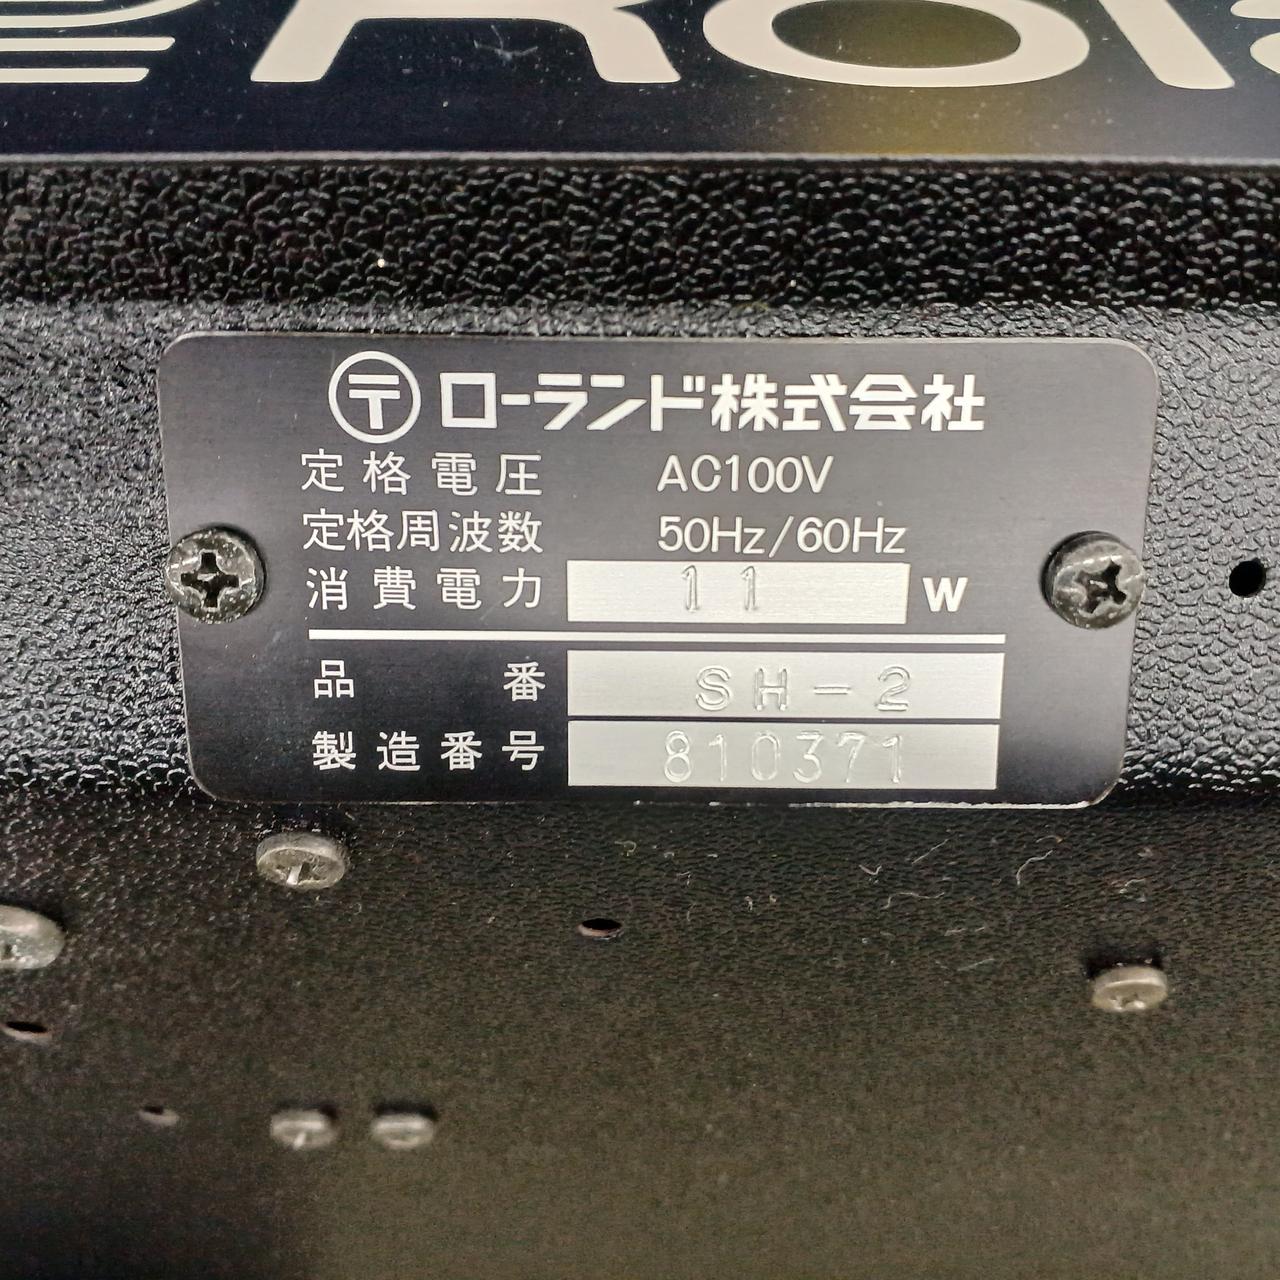 Rola
〒 ローランド株式会社
定格電圧 AC100V
定格周波数 50Hz/60Hz
消費電力 11 W
品番 SH-2
製造番号 810371